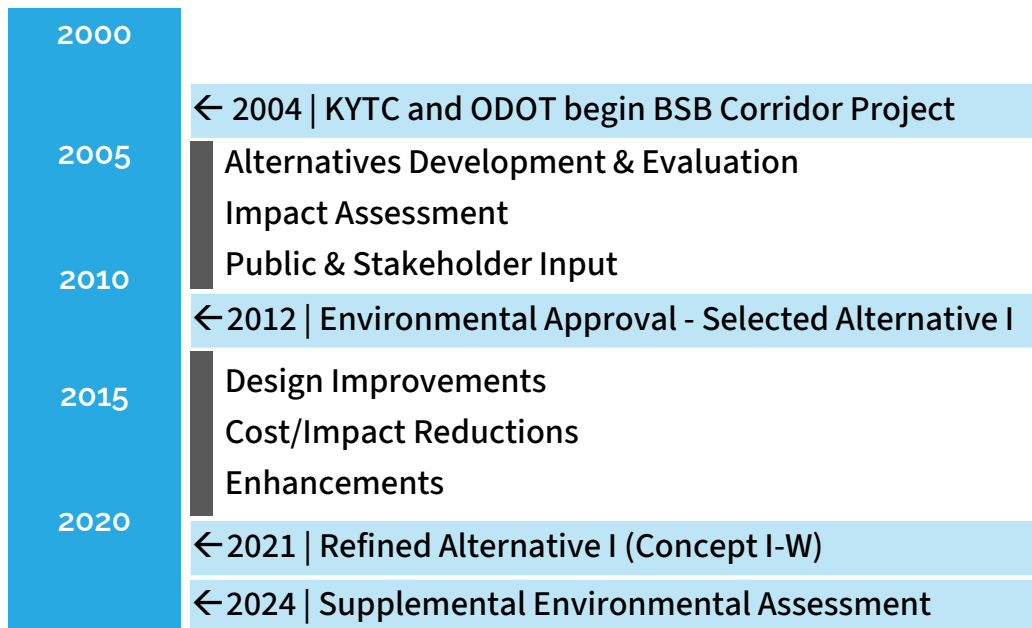 2000
← 2004 | KYTC and ODOT begin BSB Corridor Project
2005
Alternatives Development & Evaluation
Impact Assessment
Public & Stakeholder Input
2010
←2012 | Environmental Approval - Selected Alternative I
Design Improvements
2015
Cost/Impact Reductions
Enhancements
2020
←2021 | Refined Alternative I (Concept I-W)
←2024 | Supplemental Environmental Assessment